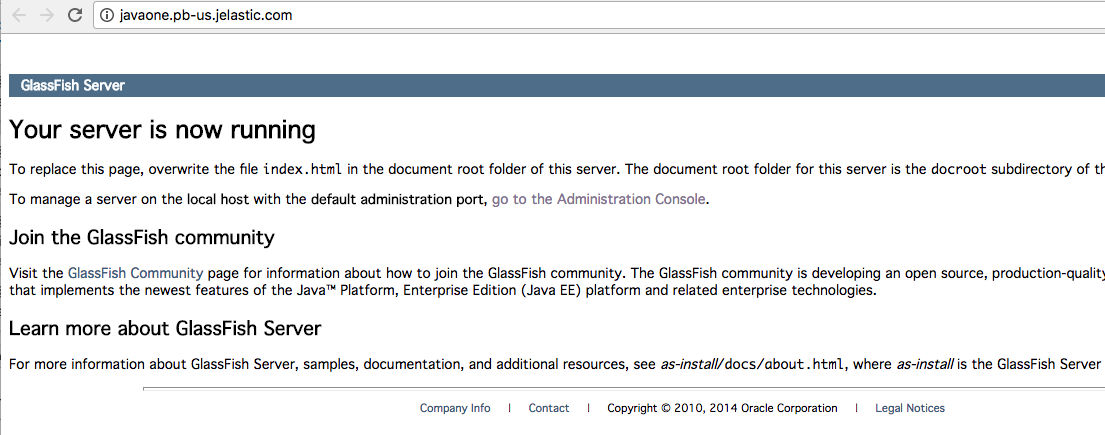 javaone.pb-us.jelastic.com
GlassFish Server
Your server is now running
To replace this page, overwrite the file index.html in the document root folder of this server. The document root folder for this server is the docroot subdirectory of
To manage a server on the local host with the default administration port, go to the Administration Console.
Join the GlassFish community
Visit the GlassFish Community page for information about how to join the GlassFish community. The GlassFish community is developing an open source, production-quality
that implements the newest features of the Java™ Platform, Enterprise Edition (Java EE) platform and related enterprise technologies.
Learn more about GlassFish Server
For more information about GlassFish Server, samples, documentation, and additional resources, see as-install/docs/about.html, where as-install is the GlassFish Server
Company Info | Contact | Copyright © 2010, 2014 Oracle Corporation | Legal Notices